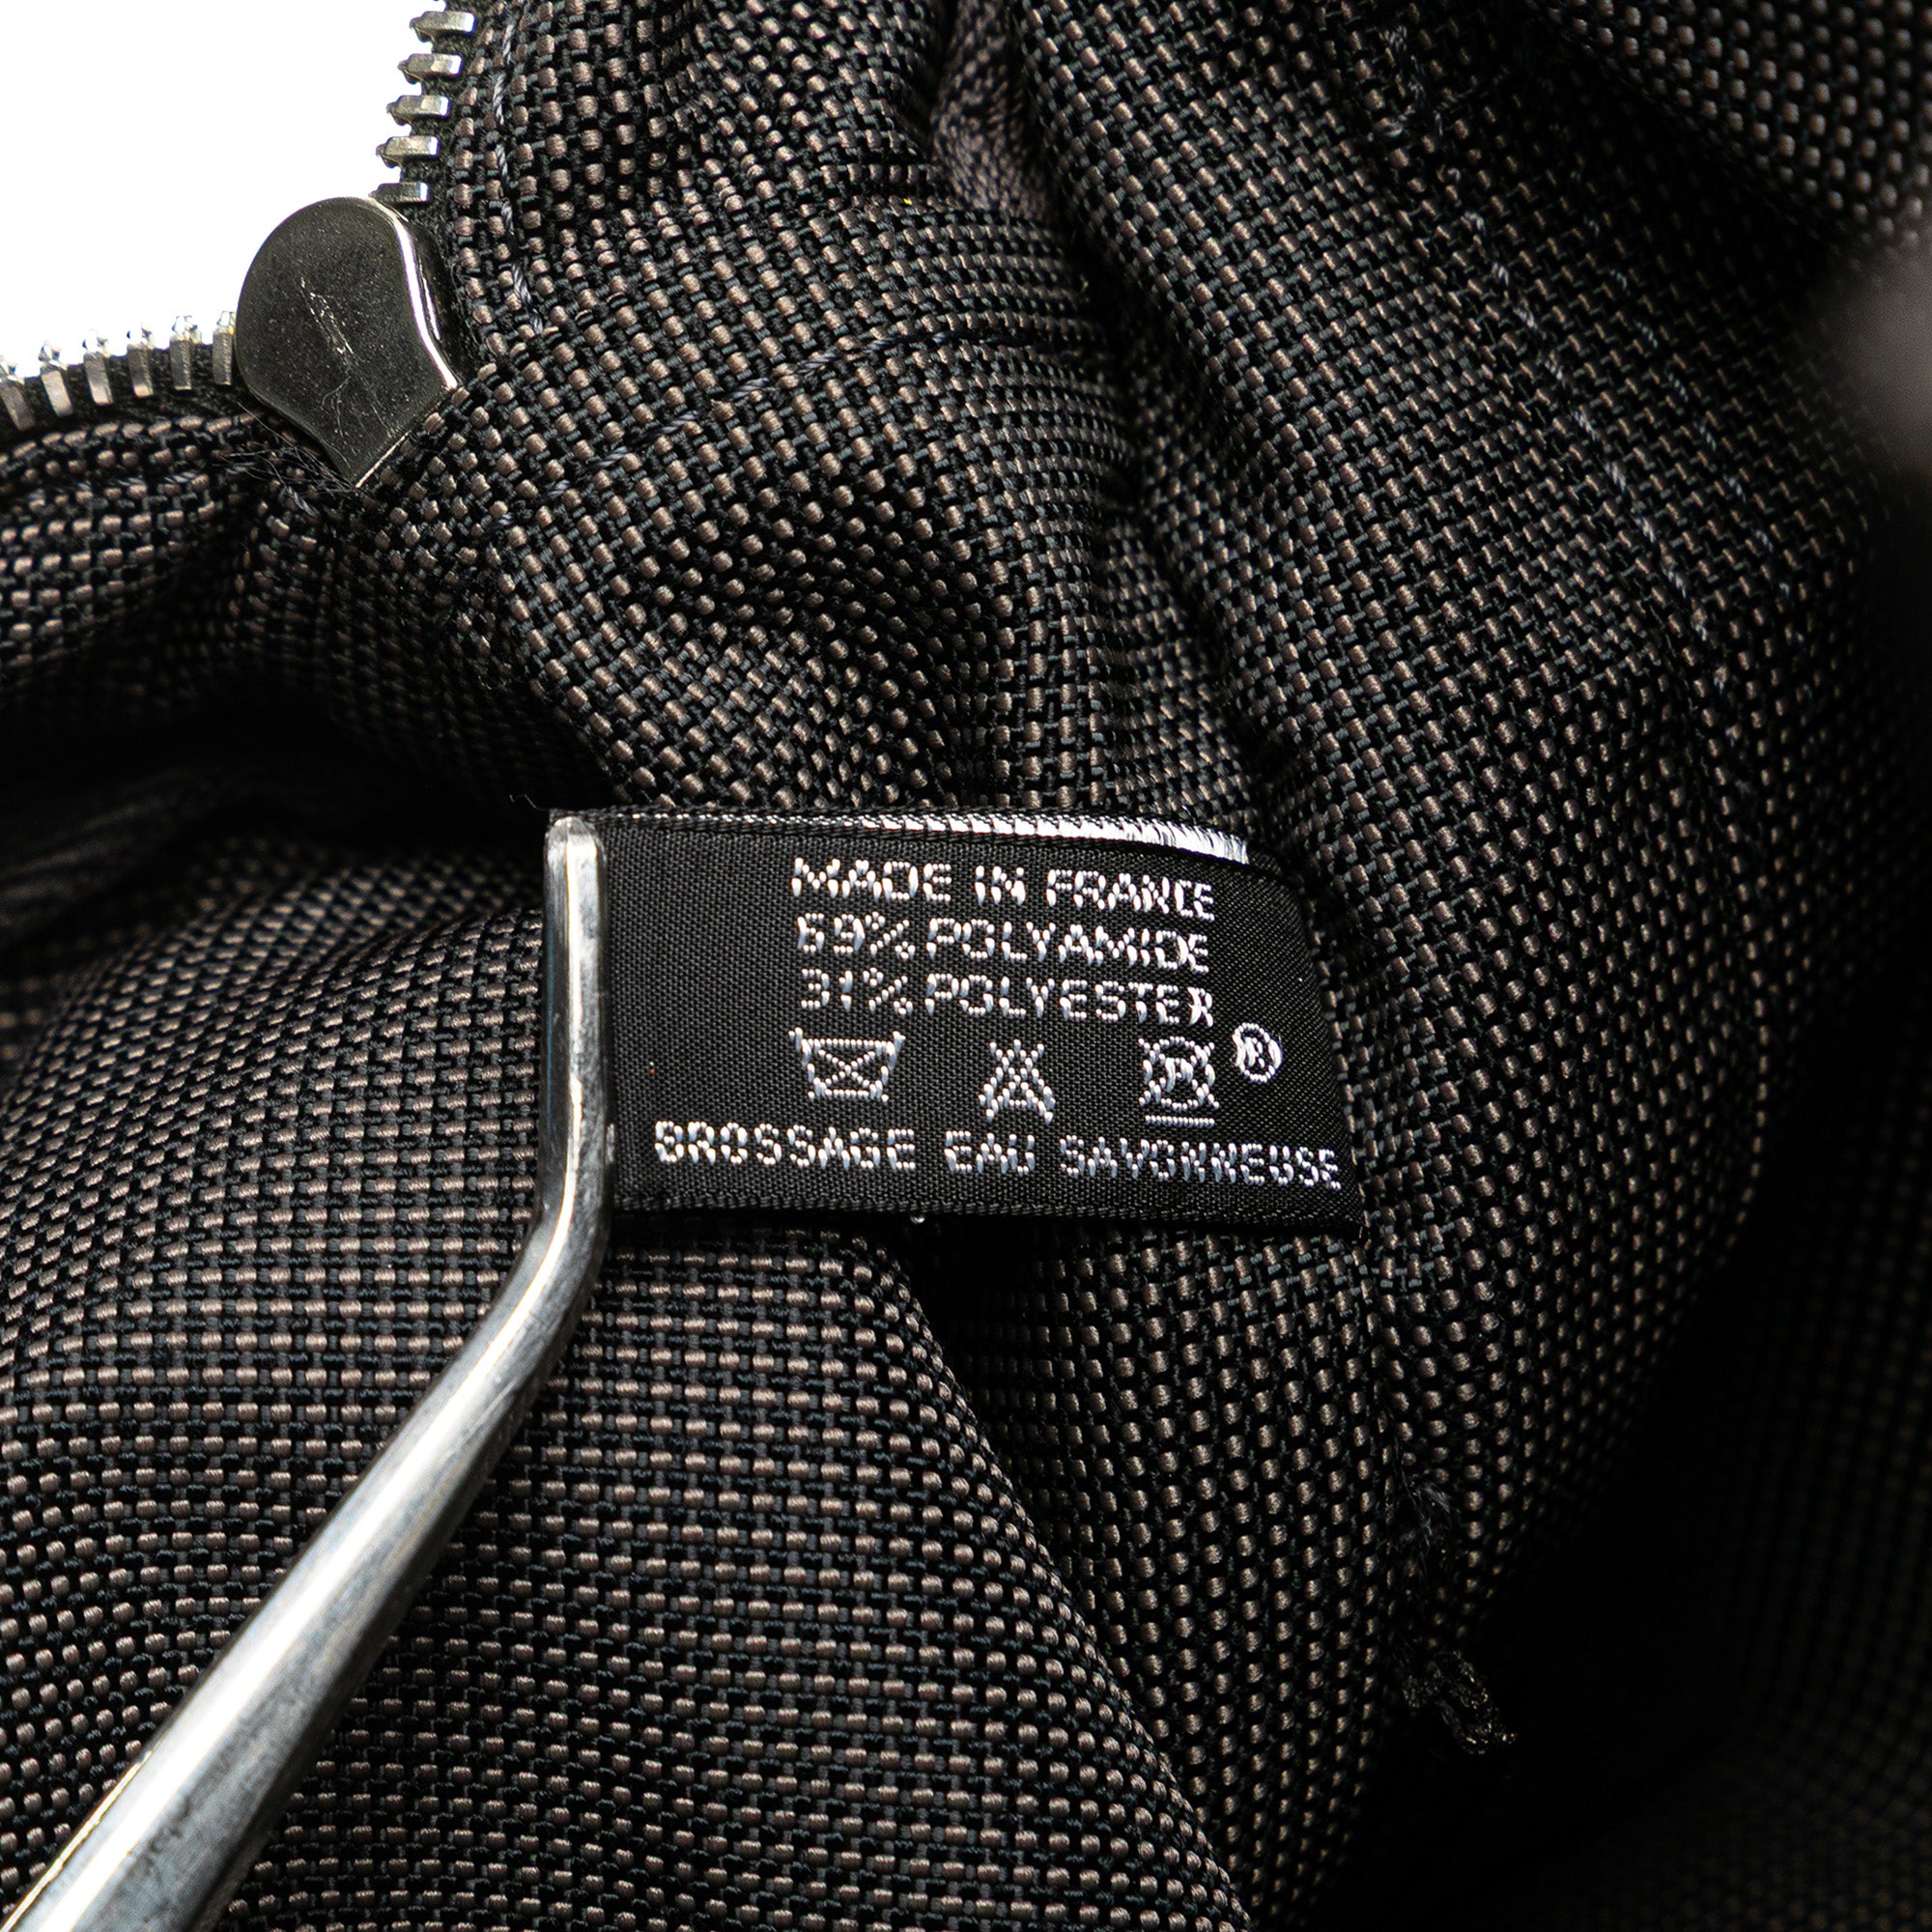 MADE IN FRANCE
69% POLYAMIDE
31% POLYESTER
P ®
BROSSAGE EAU SAVONNEUSE